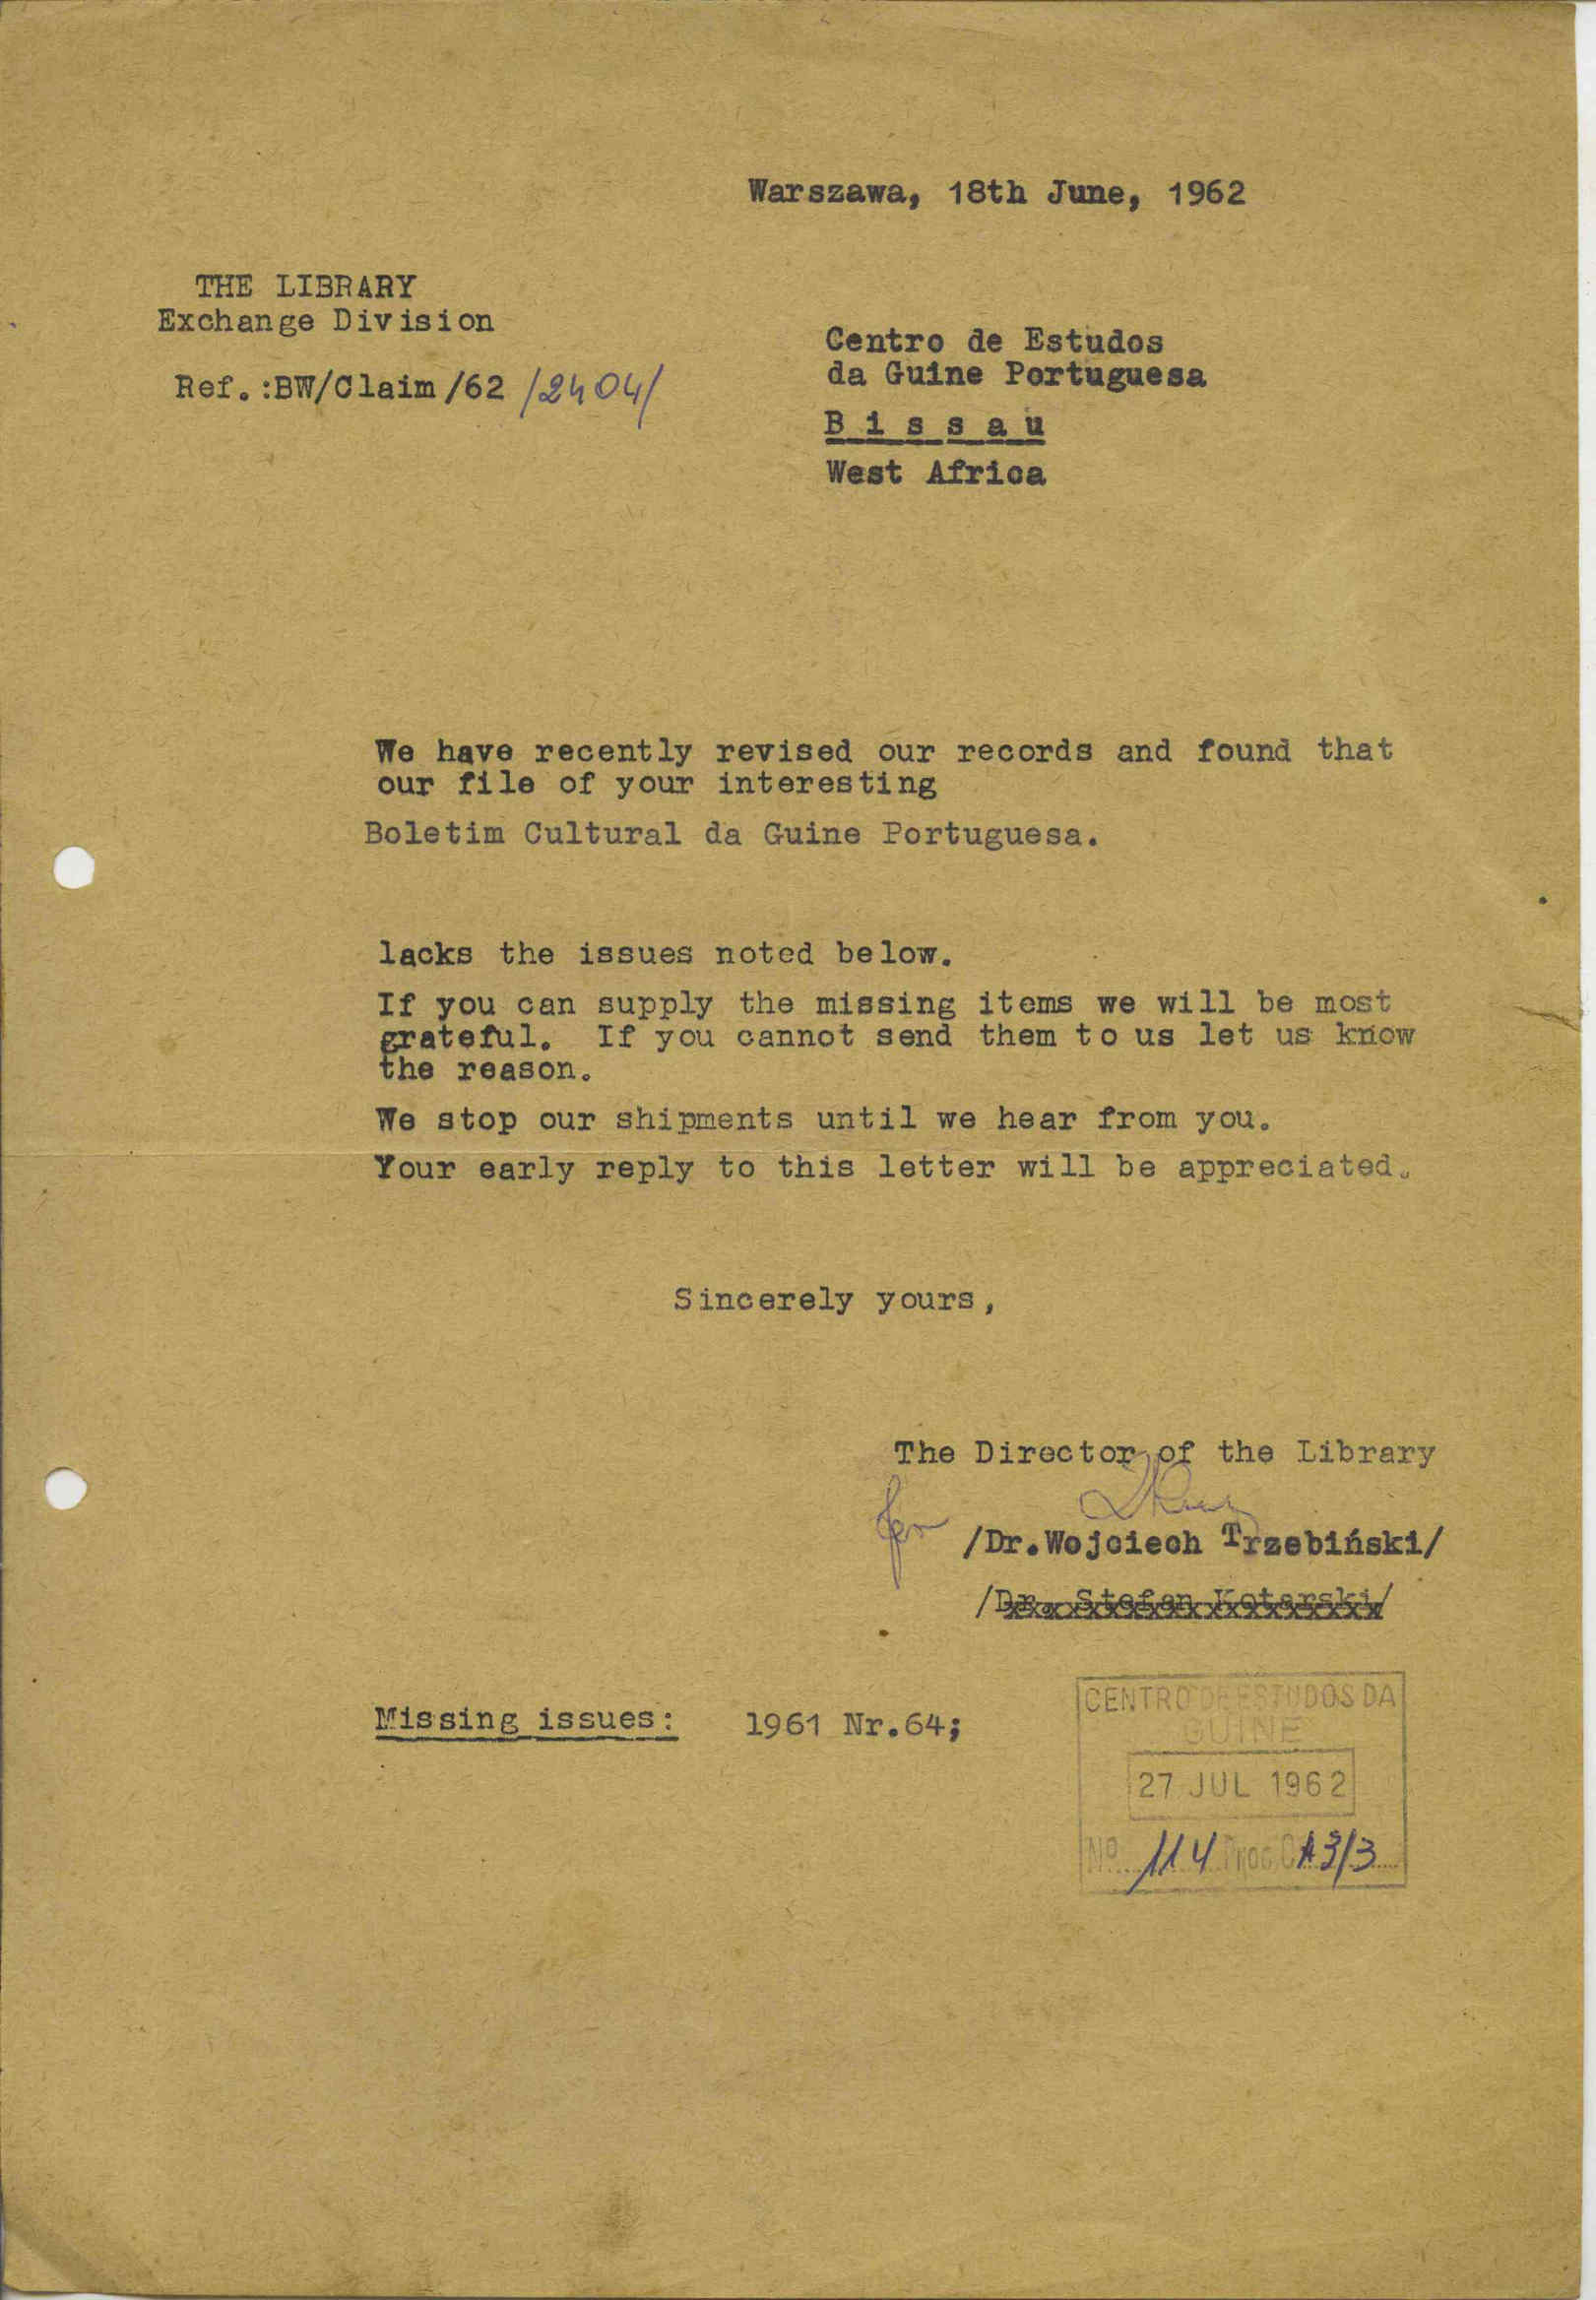 Warszawa, 18th June, 1962
THE LIBRARY
Exchange Division
Ref.:BW/Claim/62 /2404/
Centro de Estudos
da Guine Portuguesa
B i s s a u
West Africa
We have recently revised our records and found that
our file of your interesting
Boletim Cultural da Guine Portuguesa.
lacks the issues noted below.
If you can supply the missing items we will be most
grateful. If you cannot send them to us let us know
the reason.
We stop our shipments until we hear from you.
Your early reply to this letter will be appreciated.
Sincerely yours,
The Director of the Library
for
/Dr.Wojciech Trzebiński/
/Dr. Stefan Kotarski/
Missing issues: 1961 Nr.64;
CENTRO DE ESTUDOS DA
GUINÉ
27 JUL 1962
Nº 114 Proc. C A3/3